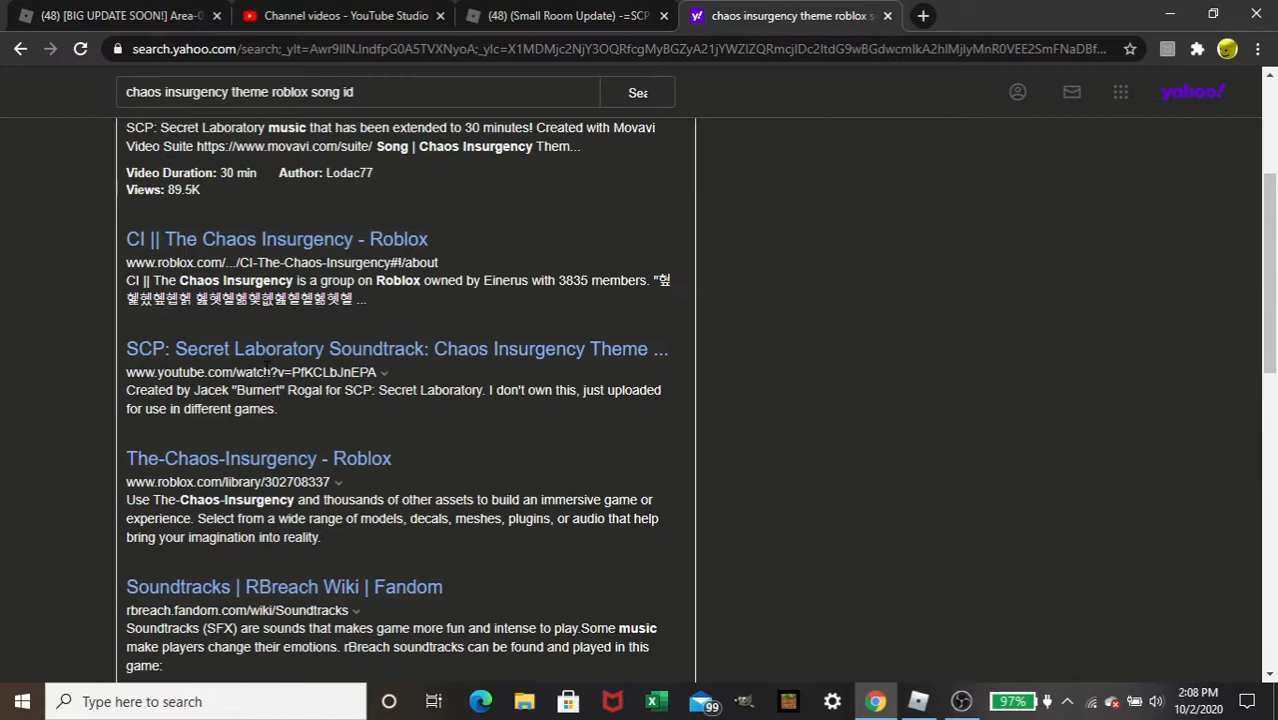 [BIG UPDATE SOON!] Area-
Channel videos - YouTube Studio
(48) (Small Room Update) -=SCP
chaos insurgency theme roblox s
chaos insurgency theme roblox song id
yahoo!
SCP: Secret Laboratory music that has been extended to 30 minutes! Created with Movavi
Video Suite https://www.movavi.com/suite/ Song | Chaos Insurgency Them...
Video Duration: 30 min Author: Lodac77
Views: 89.5K
CI || The Chaos Insurgency - Roblox
www.roblox.com/.../CI-The-Chaos-Insurgency#!/about
CI || The Chaos Insurgency is a group on Roblox owned by Einerus with 3835 members.
SCP: Secret Laboratory Soundtrack: Chaos Insurgency Theme ...
www.youtube.com/watch?v=PfKCLbJnEPA
Created by Jacek "Burnert" Rogal for SCP: Secret Laboratory. I don't own this, just uploaded
for use in different games.
The-Chaos-Insurgency - Roblox
www.roblox.com/library/302708337
Use The-Chaos-Insurgency and thousands of other assets to build an immersive game or
experience. Select from a wide range of models, decals, meshes, plugins, or audio that help
bring your imagination into reality.
Soundtracks | RBreach Wiki | Fandom
rbreach.fandom.com/wiki/Soundtracks
Soundtracks (SFX) are sounds that makes game more fun and intense to play.Some music
make players change their emotions. rBreach soundtracks can be found and played in this
game:
Type here to search
99
97%
2:08 PM
10/2/2020